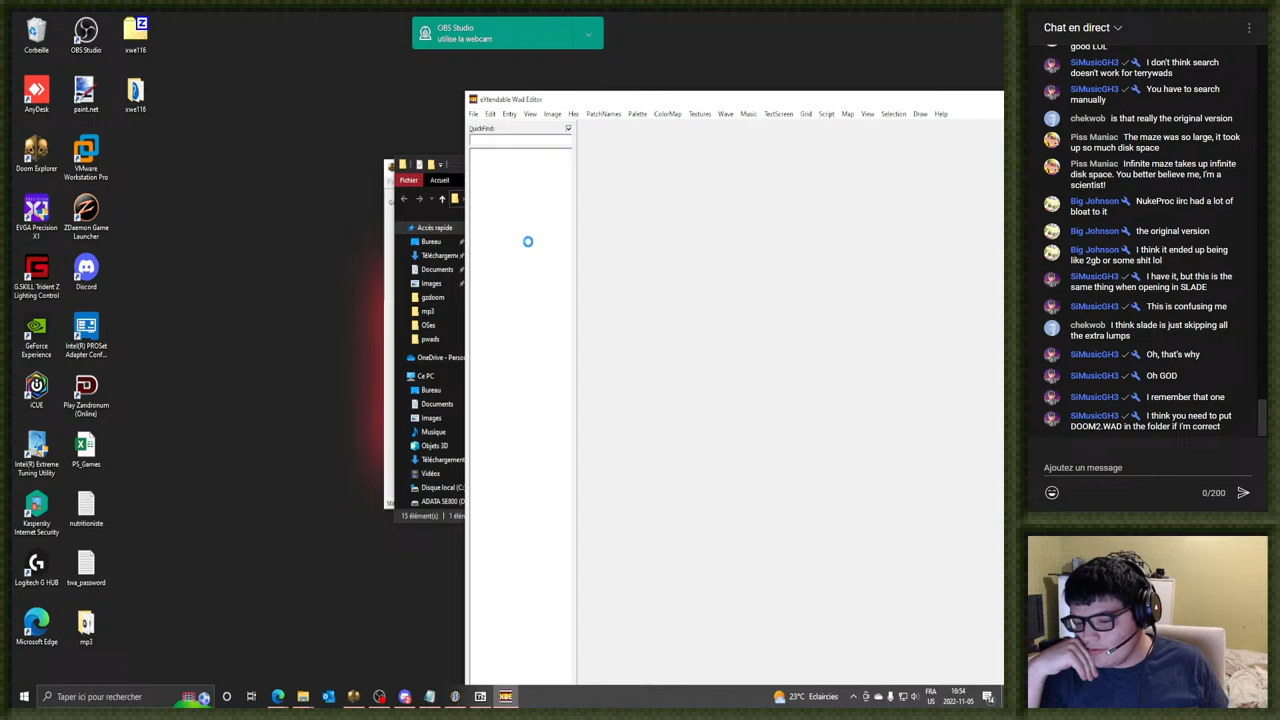 Corbeille
OBS Studio
xwe116
AnyDesk
paint.net
xwe116
Doom Explorer
VMware
Workstation Pro
EVGA Precision
X1
ZDaemon Game
Launcher
G.SKILL Trident Z
Lighting Control
Discord
GeForce
Experience
Intel(R) PROSet
Adapter Conf...
iCUE
Play Zandronum
(Online)
Intel(R) Extreme
Tuning Utility
PS_Games
Kaspersky
Internet Security
nutritioniste
Logitech G HUB
twa_password
Microsoft Edge
mp3
OBS Studio
utilise la webcam
eXtendable Wad Editor
File Edit Entry View Image Hex PatchNames Palette ColorMap Textures Wave Music TextScreen Grid Script Map View Selection Draw Help
QuickFind:
Fichier Accueil
Accès rapide
Bureau
Téléchargeme
Documents
Images
gzdoom
mp3
OSes
pwads
OneDrive - Person
Ce PC
Bureau
Documents
Images
Musique
Objets 3D
Téléchargement
Vidéos
Disque local (C:
ADATA SE800 (D
15 élément(s) 1 élém
Chat en direct
good LOL
SiMusicGH3 I don't think search
doesn't work for terrywads
SiMusicGH3 You have to search
manually
chekwob is that really the original version
Piss Maniac The maze was so large, it took
up so much disk space
Piss Maniac Infinite maze takes up infinite
disk space. You better believe me, I'm a
scientist!
Big Johnson NukeProc iirc had a lot of
bloat to it
Big Johnson the original version
Big Johnson I think it ended up being
like 2gb or some shit lol
SiMusicGH3 I have it, but this is the
same thing when opening in SLADE
SiMusicGH3 This is confusing me
chekwob I think slade is just skipping all
the extra lumps
SiMusicGH3 Oh, that's why
SiMusicGH3 Oh GOD
SiMusicGH3 I remember that one
SiMusicGH3 I think you need to put
DOOM2.WAD in the folder if I'm correct
Ajoutez un message
0/200
Taper ici pour rechercher
23°C Eclaircies
FRA
US
16:54
2022-11-05
14